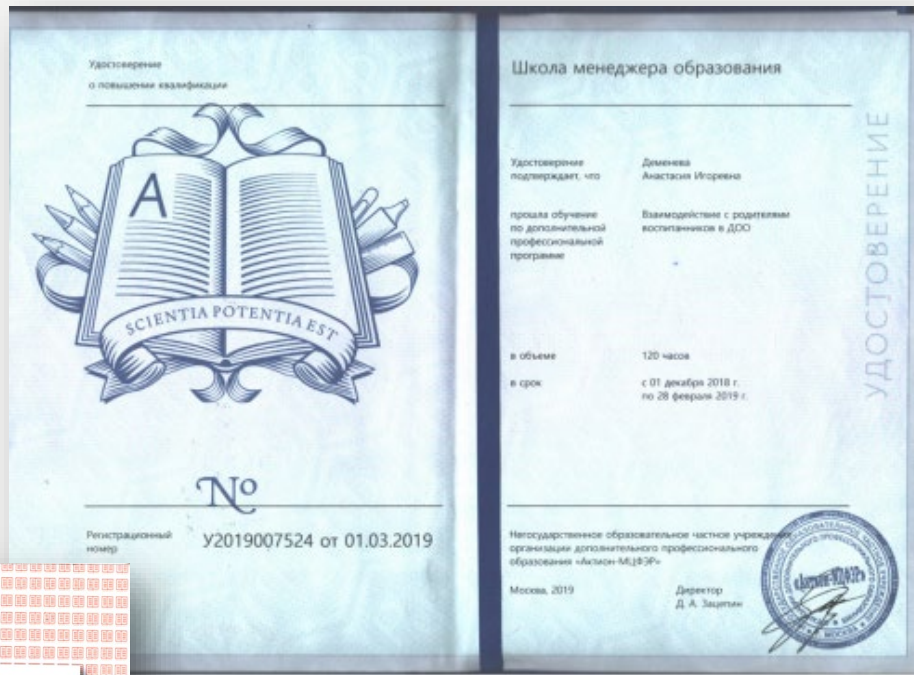 Удостоверение
о повышении квалификации
A
SCIENTIA POTENTIA EST
№
Регистрационный
номер
У2019007524 от 01.03.2019
Школа менеджера образования
Удостоверение
подтверждает, что
Деменева
Анастасия Игоревна
прошла обучение
по дополнительной
профессиональной
программе
Взаимодействие с родителями
воспитанников в ДОО
в объеме
120 часов
в срок
с 01 декабря 2018 г.
по 28 февраля 2019 г.
Негосударственное образовательное частное учреждение
организации дополнительного профессионального
образования «Актион-МЦФЭР»
Москва, 2019
Директор
Д. А. Зацепин
«Актион-МЦФЭР»
МОСКВА
УДОСТОВЕРЕНИЕ